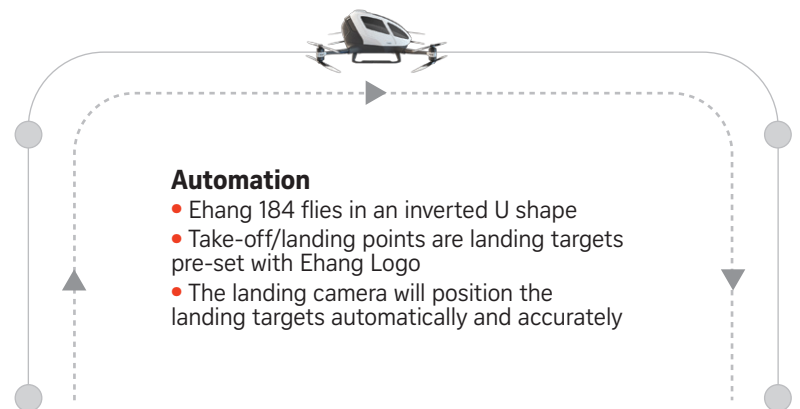 Automation
• Ehang 184 flies in an inverted U shape
• Take-off/landing points are landing targets
pre-set with Ehang Logo
• The landing camera will position the
landing targets automatically and accurately